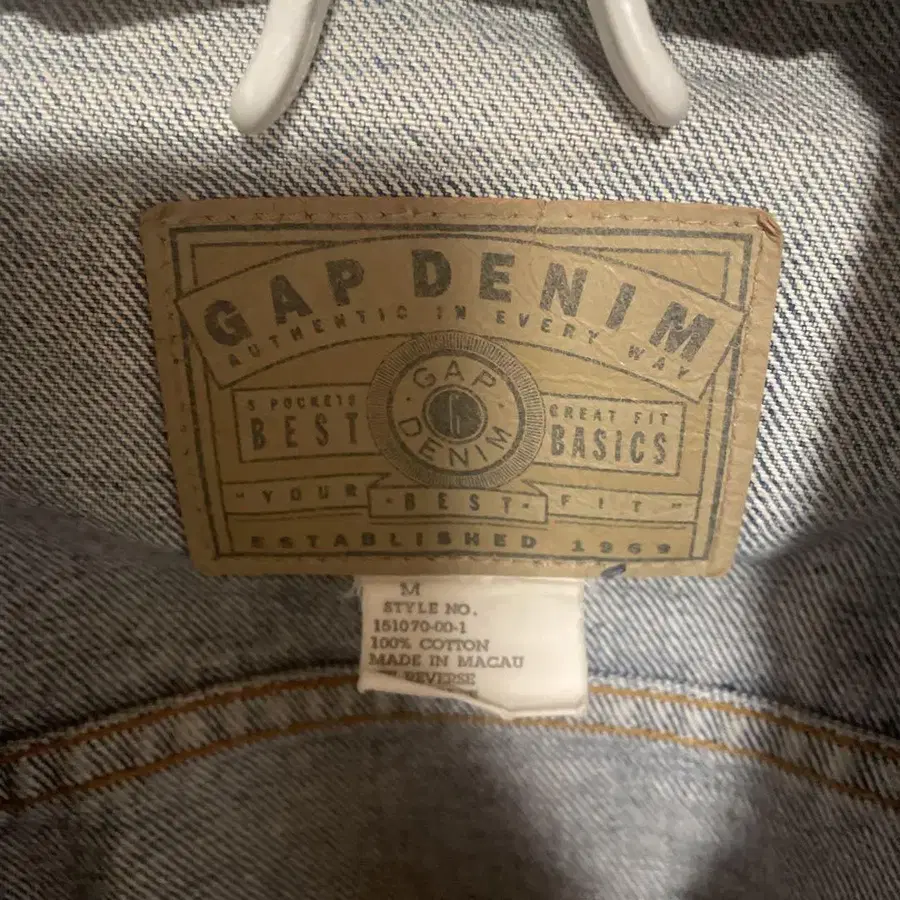 GAP DENIM
AUTHENTIC IN EVERY WAY
GAP
G
DENIM
5 POCKETS
BEST
GREAT FIT
BASICS
"YOUR -BEST- FIT"
ESTABLISHED 1969
M
STYLE NO.
151070-00-1
100% COTTON
MADE IN MACAU
REVERSE